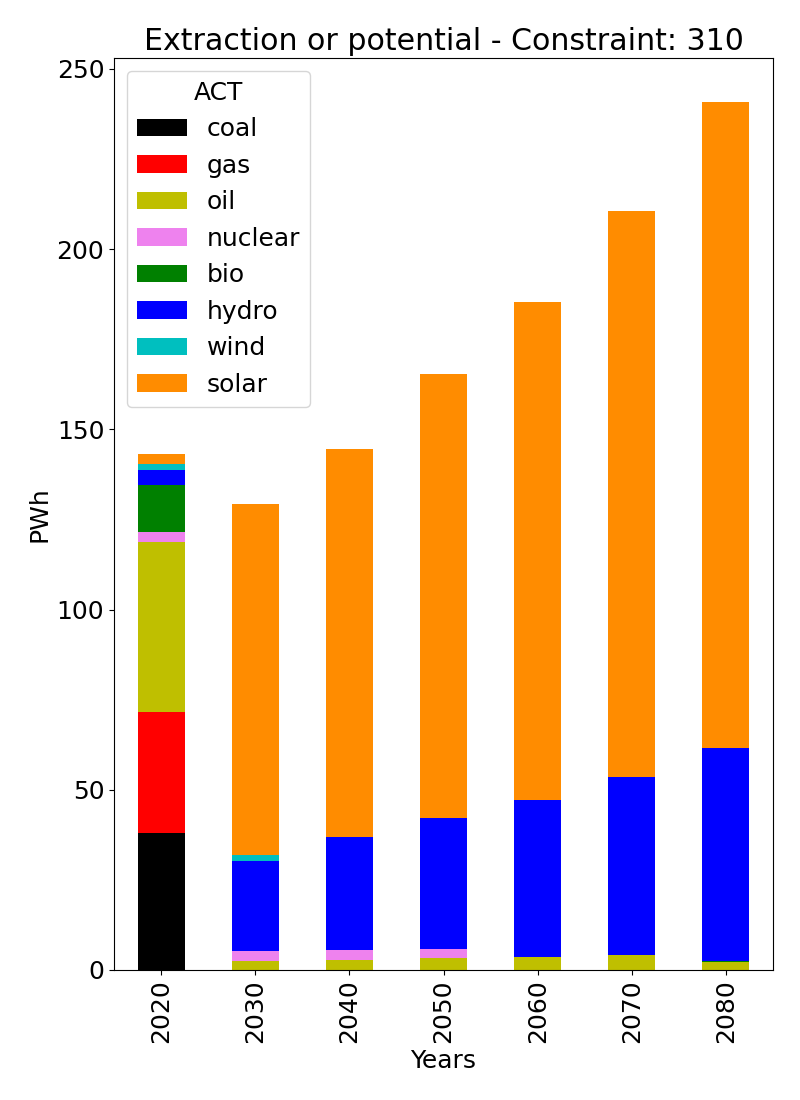 Extraction or potential - Constraint: 310
250
200
150
100
50
0
PWh
ACT
coal
gas
oil
nuclear
bio
hydro
wind
solar
2020 2030 2040 2050 2060 2070 2080
Years